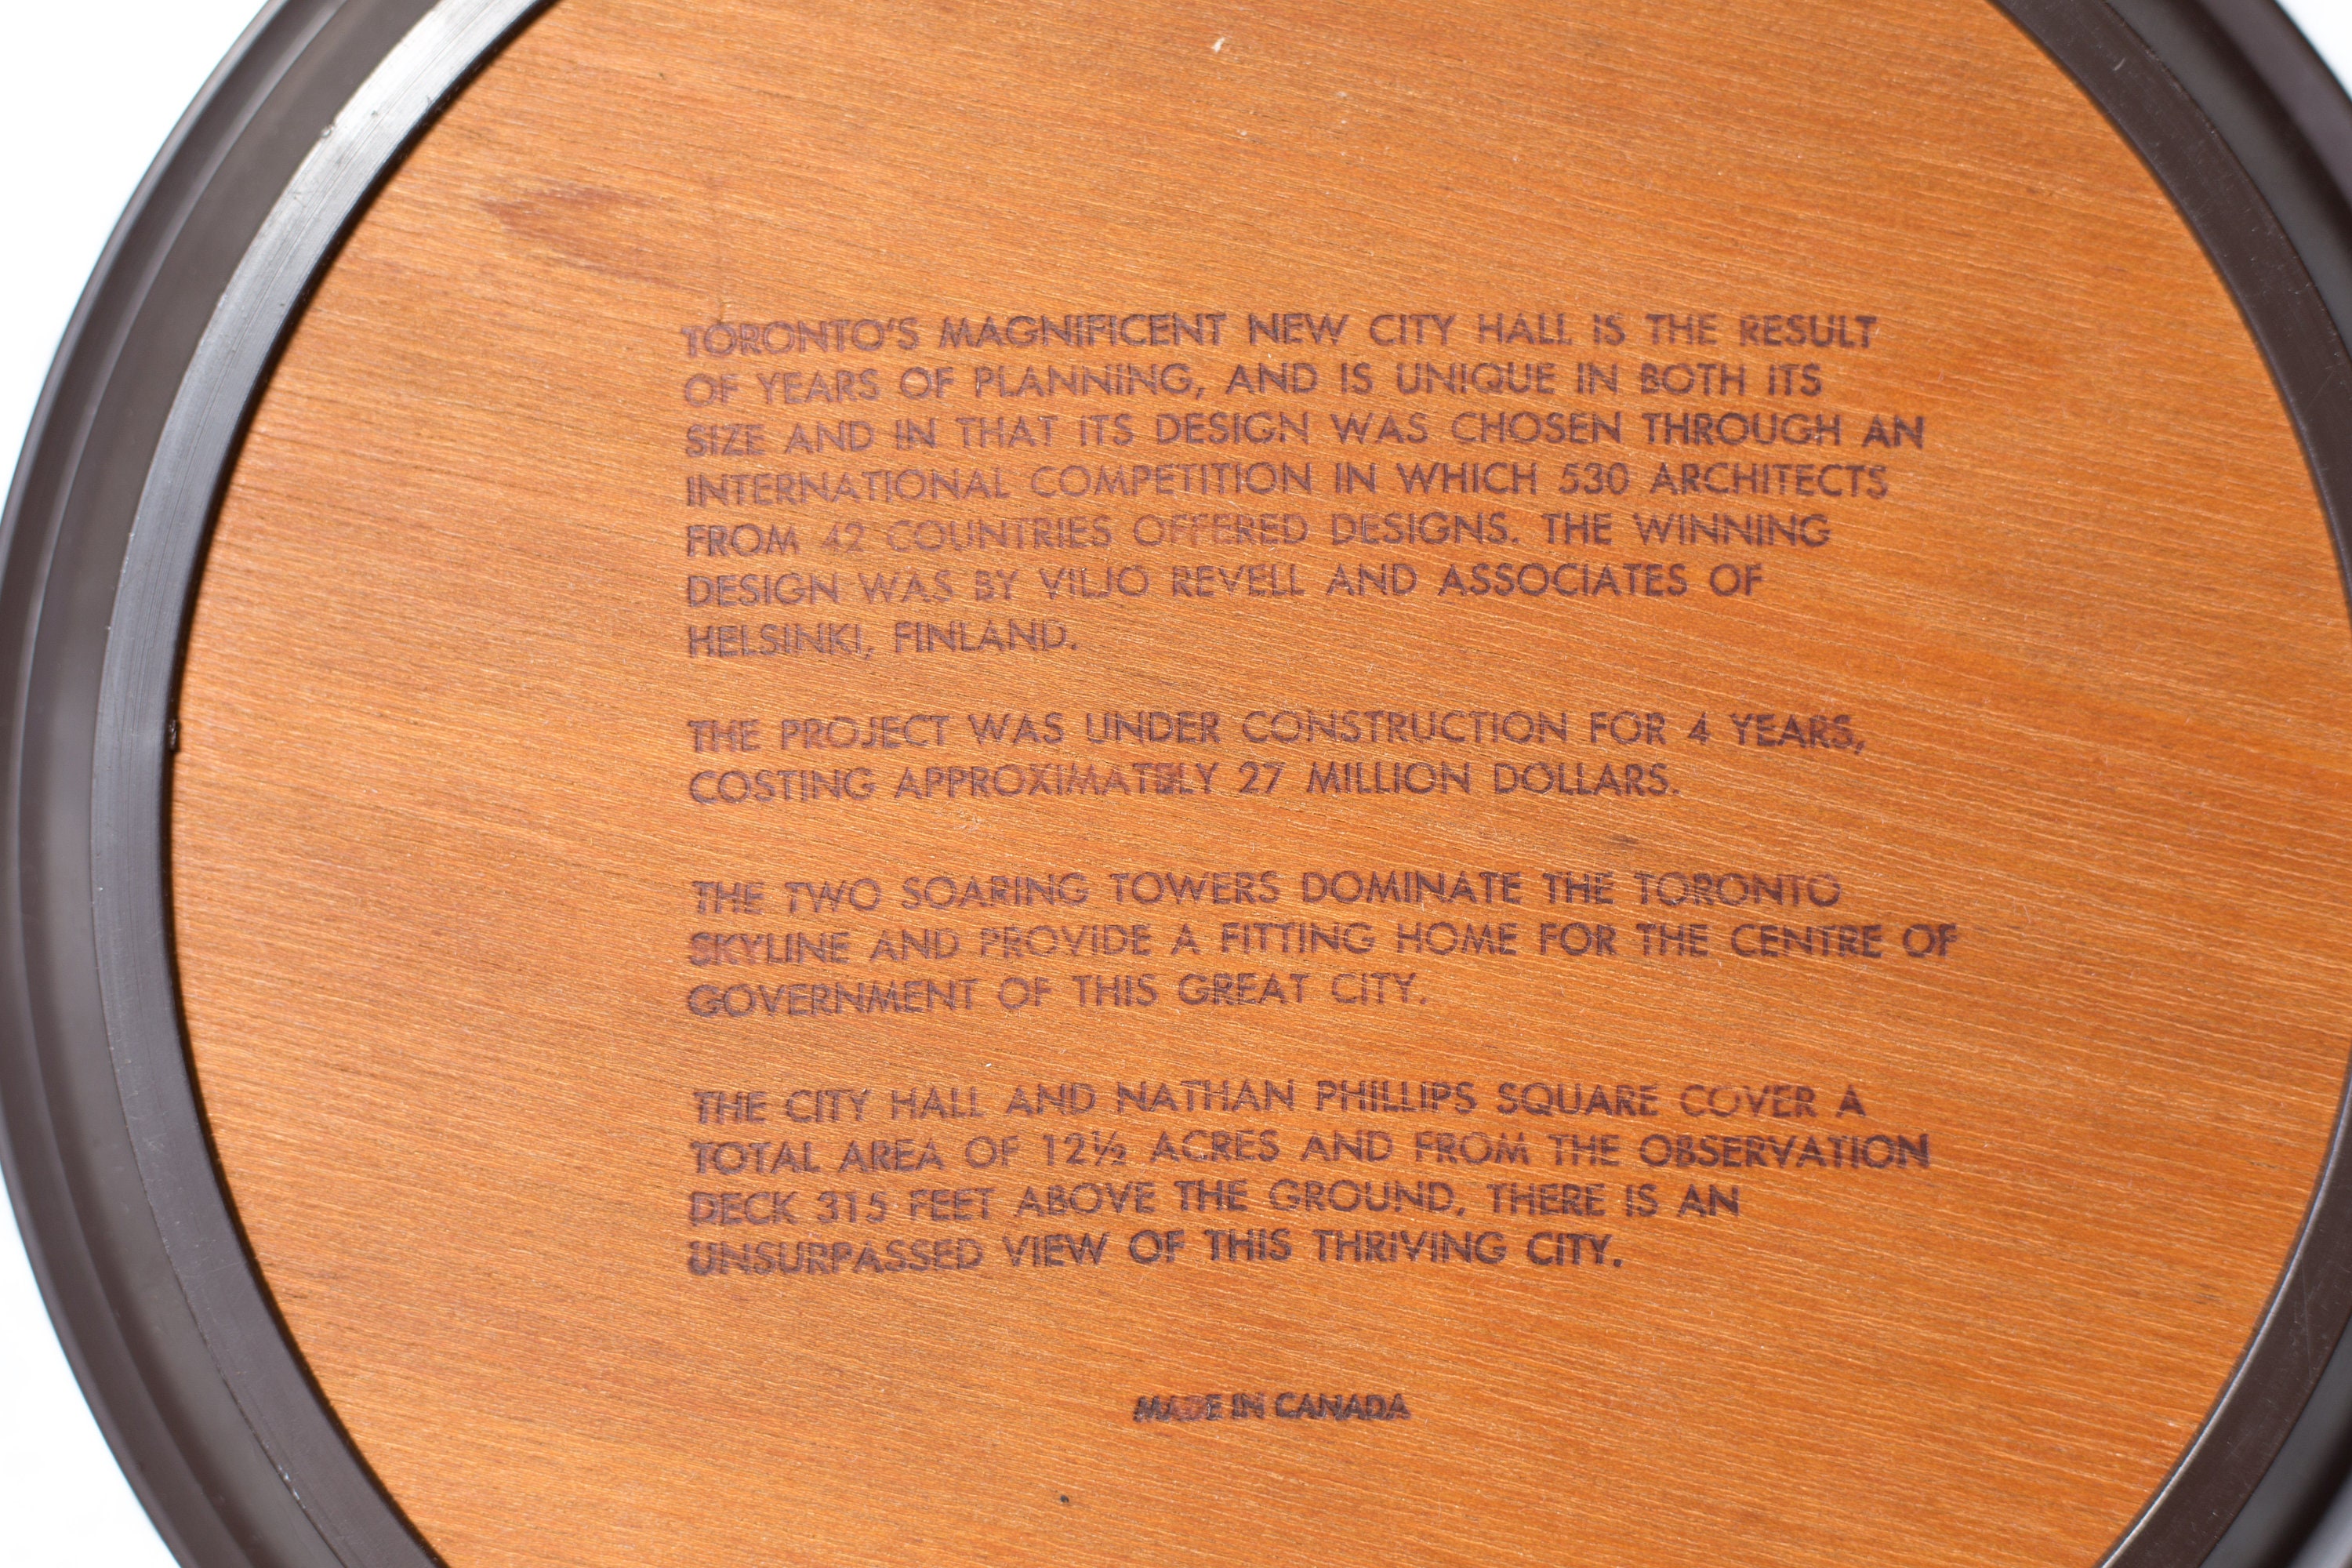 TORONTO'S MAGNIFICENT NEW CITY HALL IS THE RESULT
OF YEARS OF PLANNING, AND IS UNIQUE IN BOTH ITS
SIZE AND IN THAT ITS DESIGN WAS CHOSEN THROUGH AN
INTERNATIONAL COMPETITION IN WHICH 530 ARCHITECTS
FROM 42 COUNTRIES OFFERED DESIGNS. THE WINNING
DESIGN WAS BY VILJO REVELL AND ASSOCIATES OF
HELSINKI, FINLAND.
THE PROJECT WAS UNDER CONSTRUCTION FOR 4 YEARS,
COSTING APPROXIMATELY 27 MILLION DOLLARS.
THE TWO SOARING TOWERS DOMINATE THE TORONTO
SKYLINE AND PROVIDE A FITTING HOME FOR THE CENTRE OF
GOVERNMENT OF THIS GREAT CITY.
THE CITY HALL AND NATHAN PHILLIPS SQUARE COVER A
TOTAL AREA OF 12½ ACRES AND FROM THE OBSERVATION
DECK 315 FEET ABOVE THE GROUND, THERE IS AN
UNSURPASSED VIEW OF THIS THRIVING CITY.
MADE IN CANADA